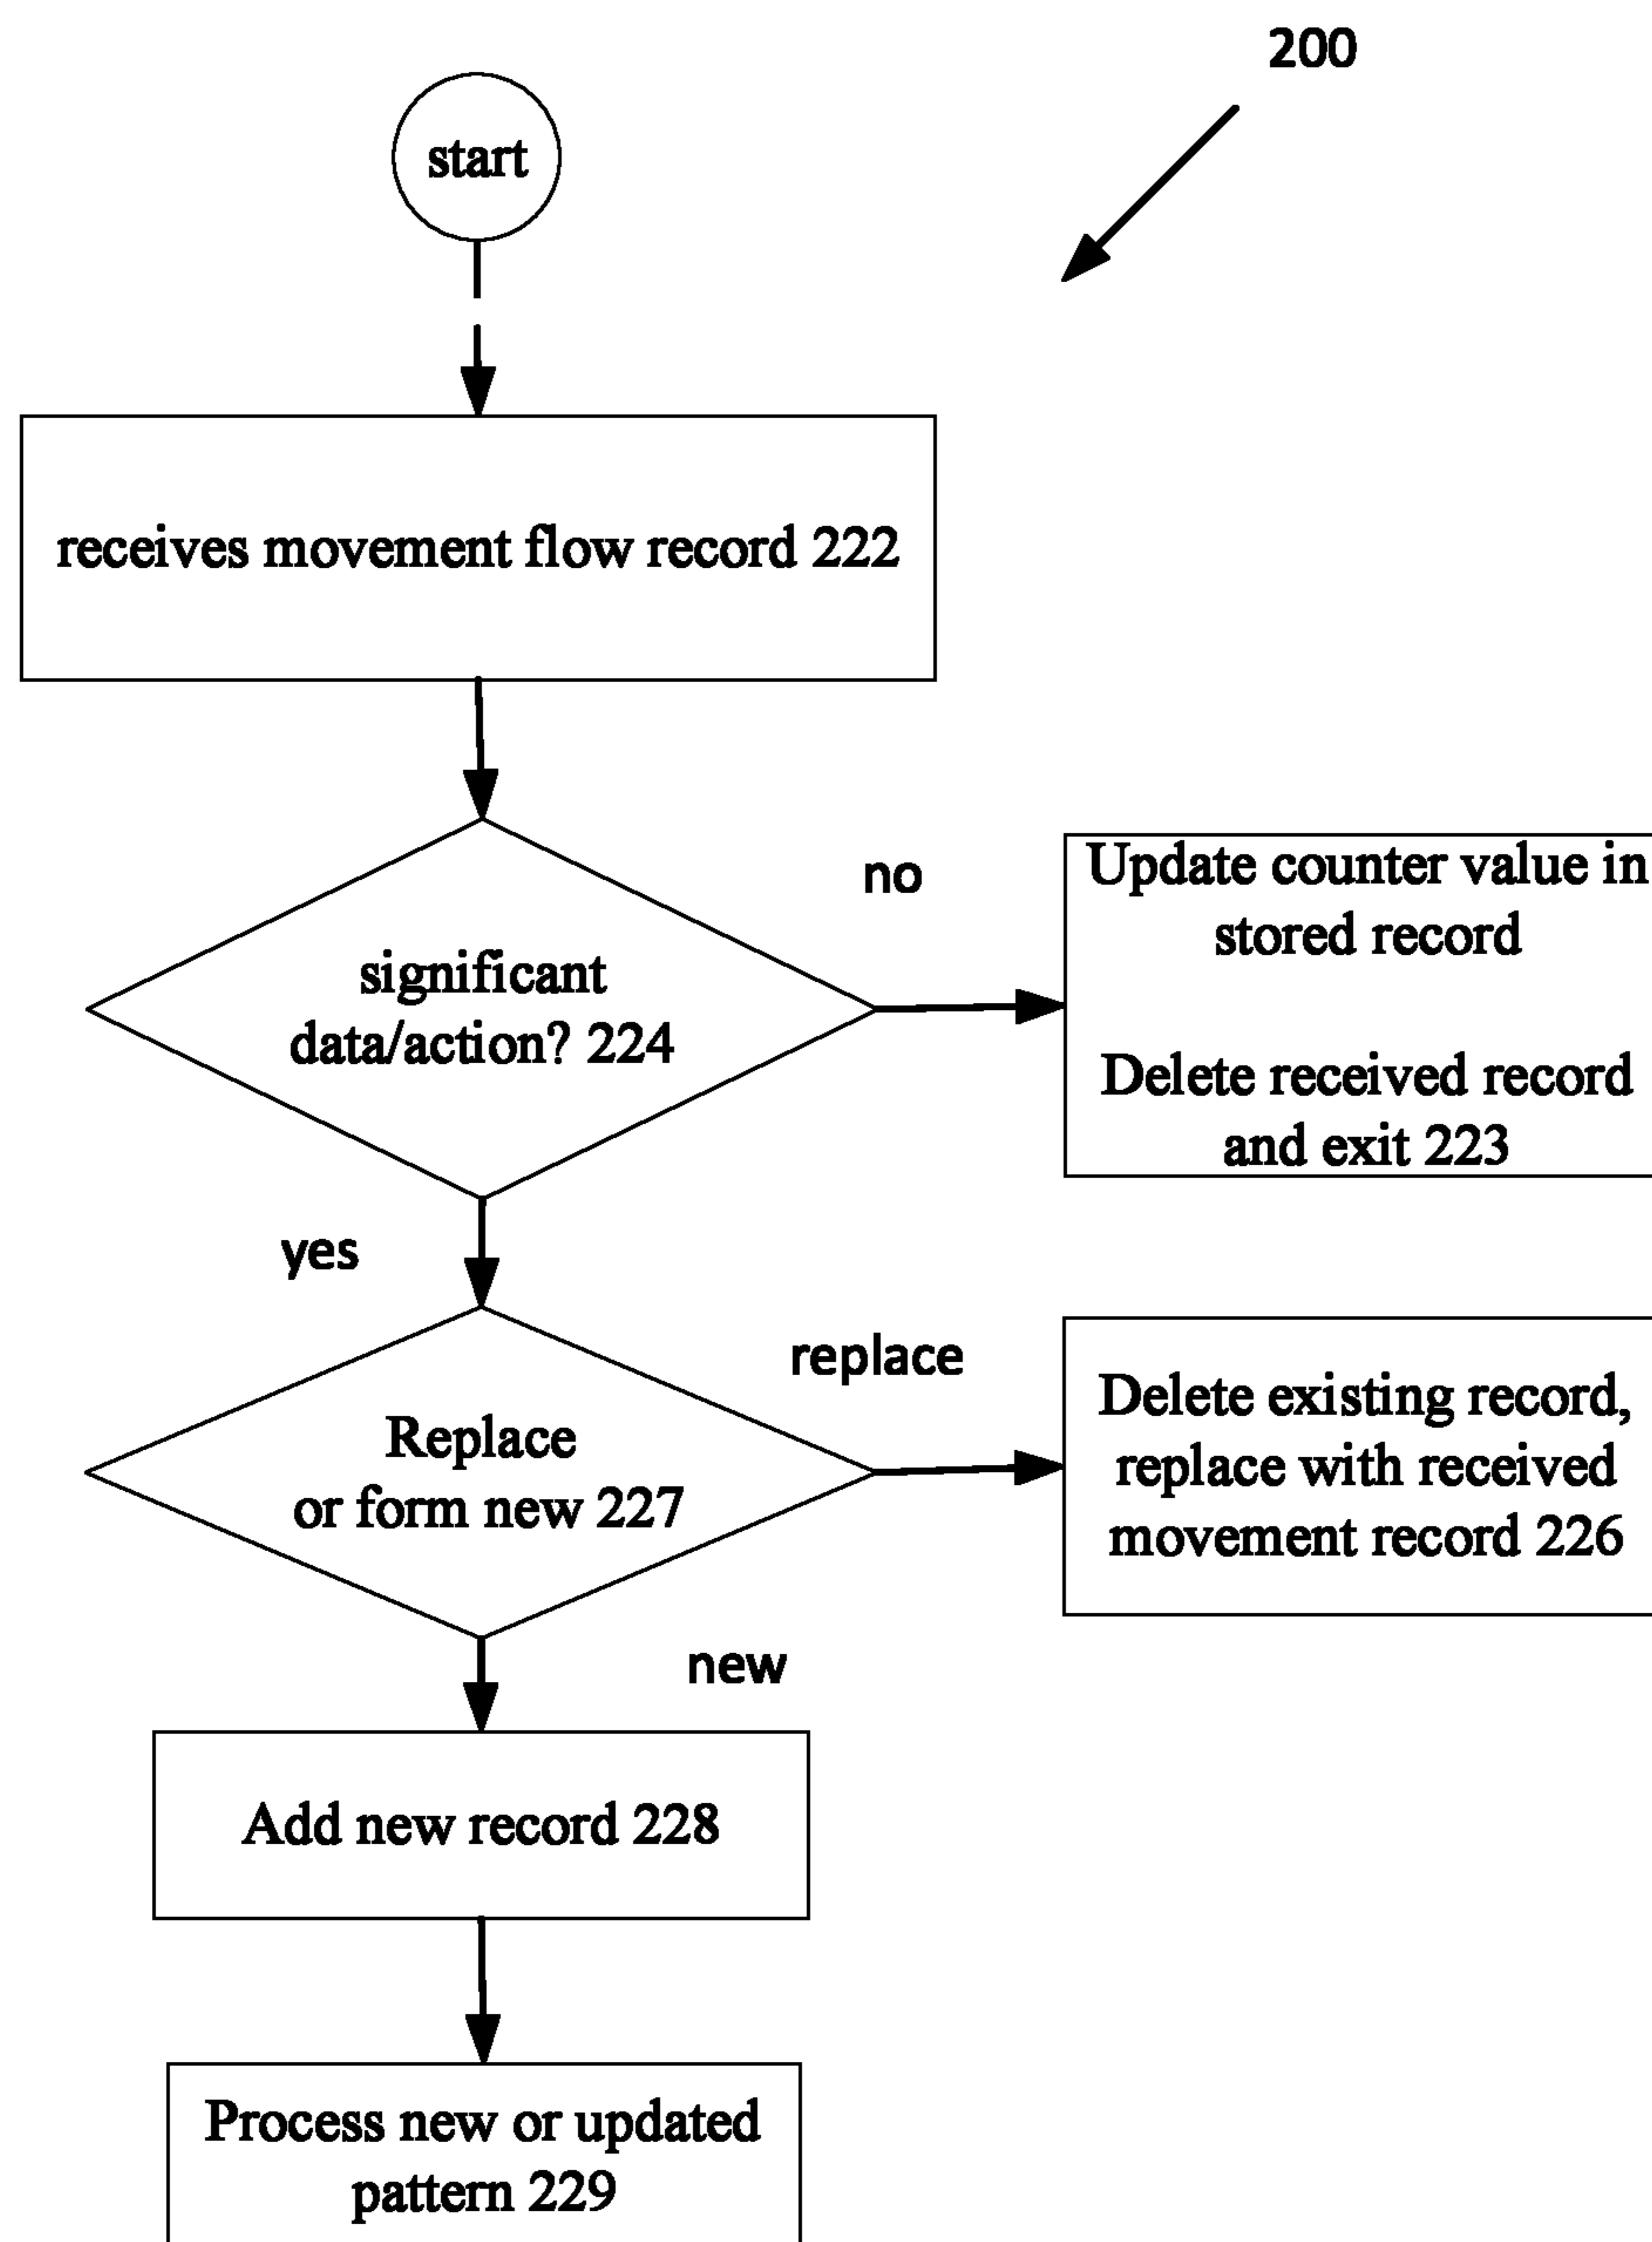 200
start
receives movement flow record 222
significant
data/action? 224
no
Update counter value in
stored record
Delete received record
and exit 223
yes
Replace
or form new 227
replace
Delete existing record,
replace with received
movement record 226
new
Add new record 228
Process new or updated
pattern 229